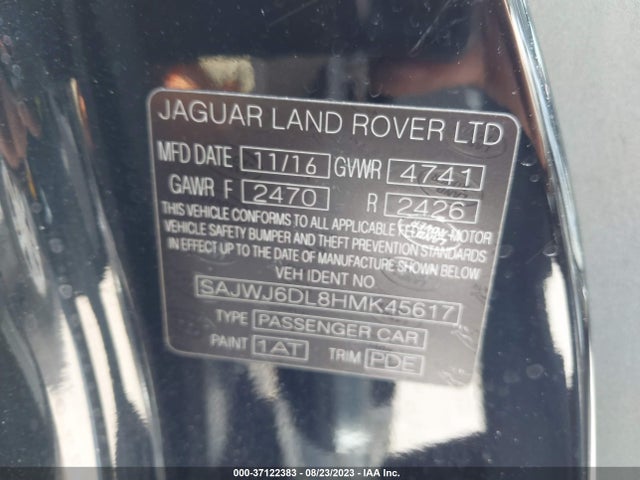 JAGUAR LAND ROVER LTD
MFD DATE 11/16 GVWR 4741
GAWR F 2470 R 2426
THIS VEHICLE CONFORMS TO ALL APPLICABLE FEDERAL MOTOR
VEHICLE SAFETY BUMPER AND THEFT PREVENTION STANDARDS
IN EFFECT UP TO THE DATE OF MANUFACTURE SHOWN BELOW
VEH IDENT NO
SAJWJ6DL8HMK45617
TYPE PASSENGER CAR
PAINT 1AT TRIM PDE
000-37122383 - 08/23/2023 - IAA Inc.